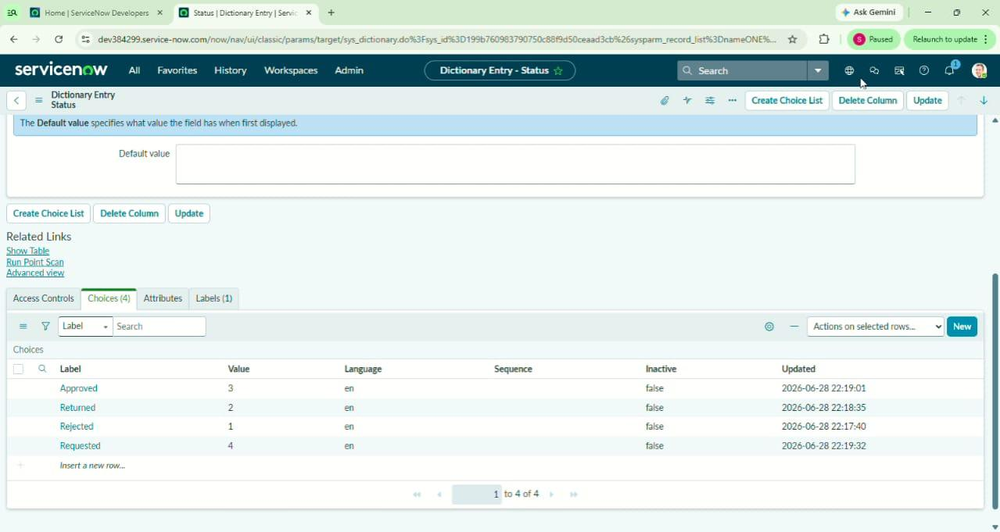 Home | ServiceNow Developers
Status | Dictionary Entry | Servic
Ask Gemini
dev384299.service-now.com/now/nav/ui/classic/params/target/sys_dictionary.do%3Fsys_id%3D199b760983790750c88f9d50ceaad3cb%26sysparm_record_list%3DnameONE%...
S Paused
Relaunch to update
servicenow
All Favorites History Workspaces Admin
Dictionary Entry - Status
Search
1
Dictionary Entry
Status
Create Choice List Delete Column Update
The Default value specifies what value the field has when first displayed.
Default value
Create Choice List Delete Column Update
Related Links
Show Table
Run Point Scan
Advanced view
Access Controls Choices (4) Attributes Labels (1)
Label Search Actions on selected rows... New
Choices
Label Value Language Sequence Inactive Updated
Approved 3 en false 2026-06-28 22:19:01
Returned 2 en false 2026-06-28 22:18:35
Rejected 1 en false 2026-06-28 22:17:40
Requested 4 en false 2026-06-28 22:19:32
Insert a new row...
1 to 4 of 4